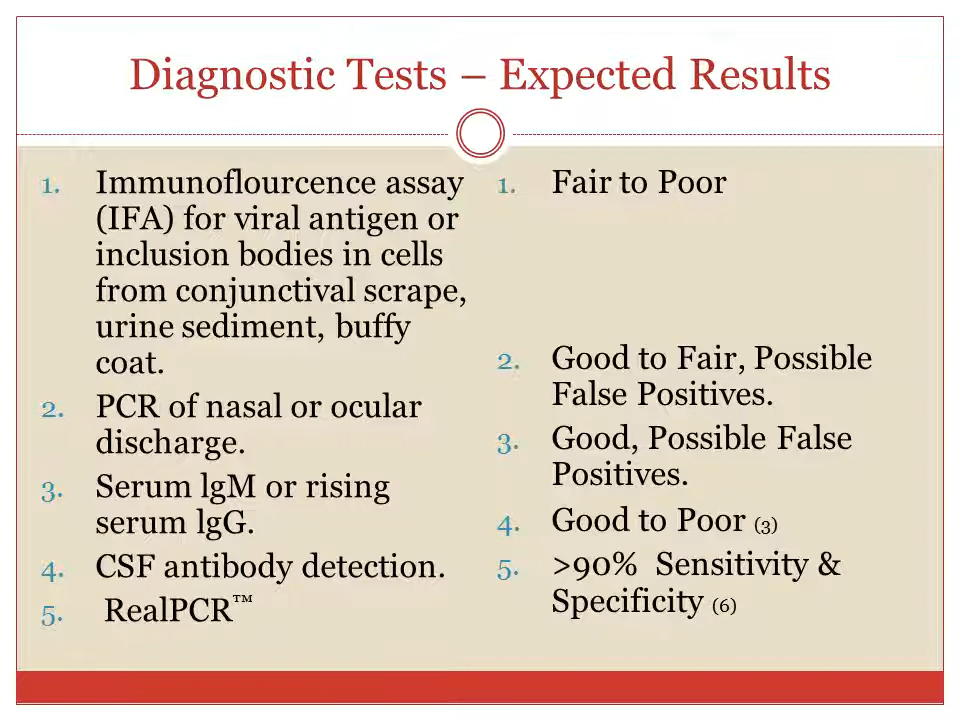 Diagnostic Tests – Expected Results
1. Immunoflourcence assay
(IFA) for viral antigen or
inclusion bodies in cells
from conjunctival scrape,
urine sediment, buffy
coat.
2. PCR of nasal or ocular
discharge.
3. Serum lgM or rising
serum lgG.
4. CSF antibody detection.
5. RealPCR™
1. Fair to Poor
2. Good to Fair, Possible
False Positives.
3. Good, Possible False
Positives.
4. Good to Poor (3)
5. >90% Sensitivity &
Specificity (6)